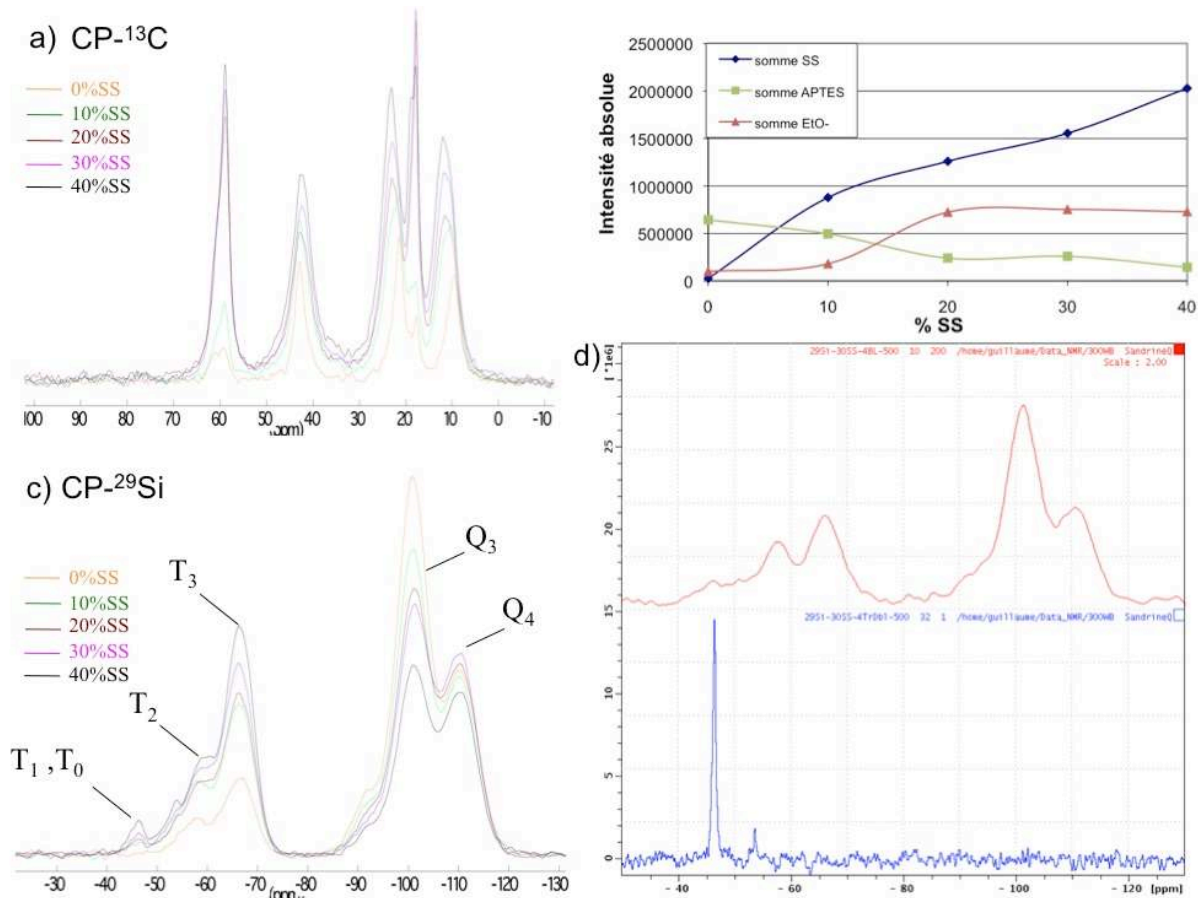 a) CP-¹³C
0%SS
10%SS
20%SS
30%SS
40%SS
100 90 80 70 60 50 40 30 20 10 0 -10
(ppm)
Intensité absolue
2500000
2000000
1500000
1000000
500000
0
somme SS
somme APTES
somme EtO-
0 10 20 30 40
% SS
c) CP-²⁹Si
0%SS
10%SS
20%SS
30%SS
40%SS
T₁ ,T₀
T₂
T₃
Q₃
Q₄
-30 -40 -50 -60 -70 -80 -90 -100 -110 -120 -130
(ppm)
d)
29Si-30SS-4BL-500 10 200 /home/guillaume/Data_NMR/300WB SandrineQ
Scale : 2.00
[ *1e6]
25
20
15
29Si-30SS-4TrDbl-500 32 1 /home/guillaume/Data_NMR/300WB SandrineQ
10
5
0
- 40 - 60 - 80 - 100 - 120 [ppm]